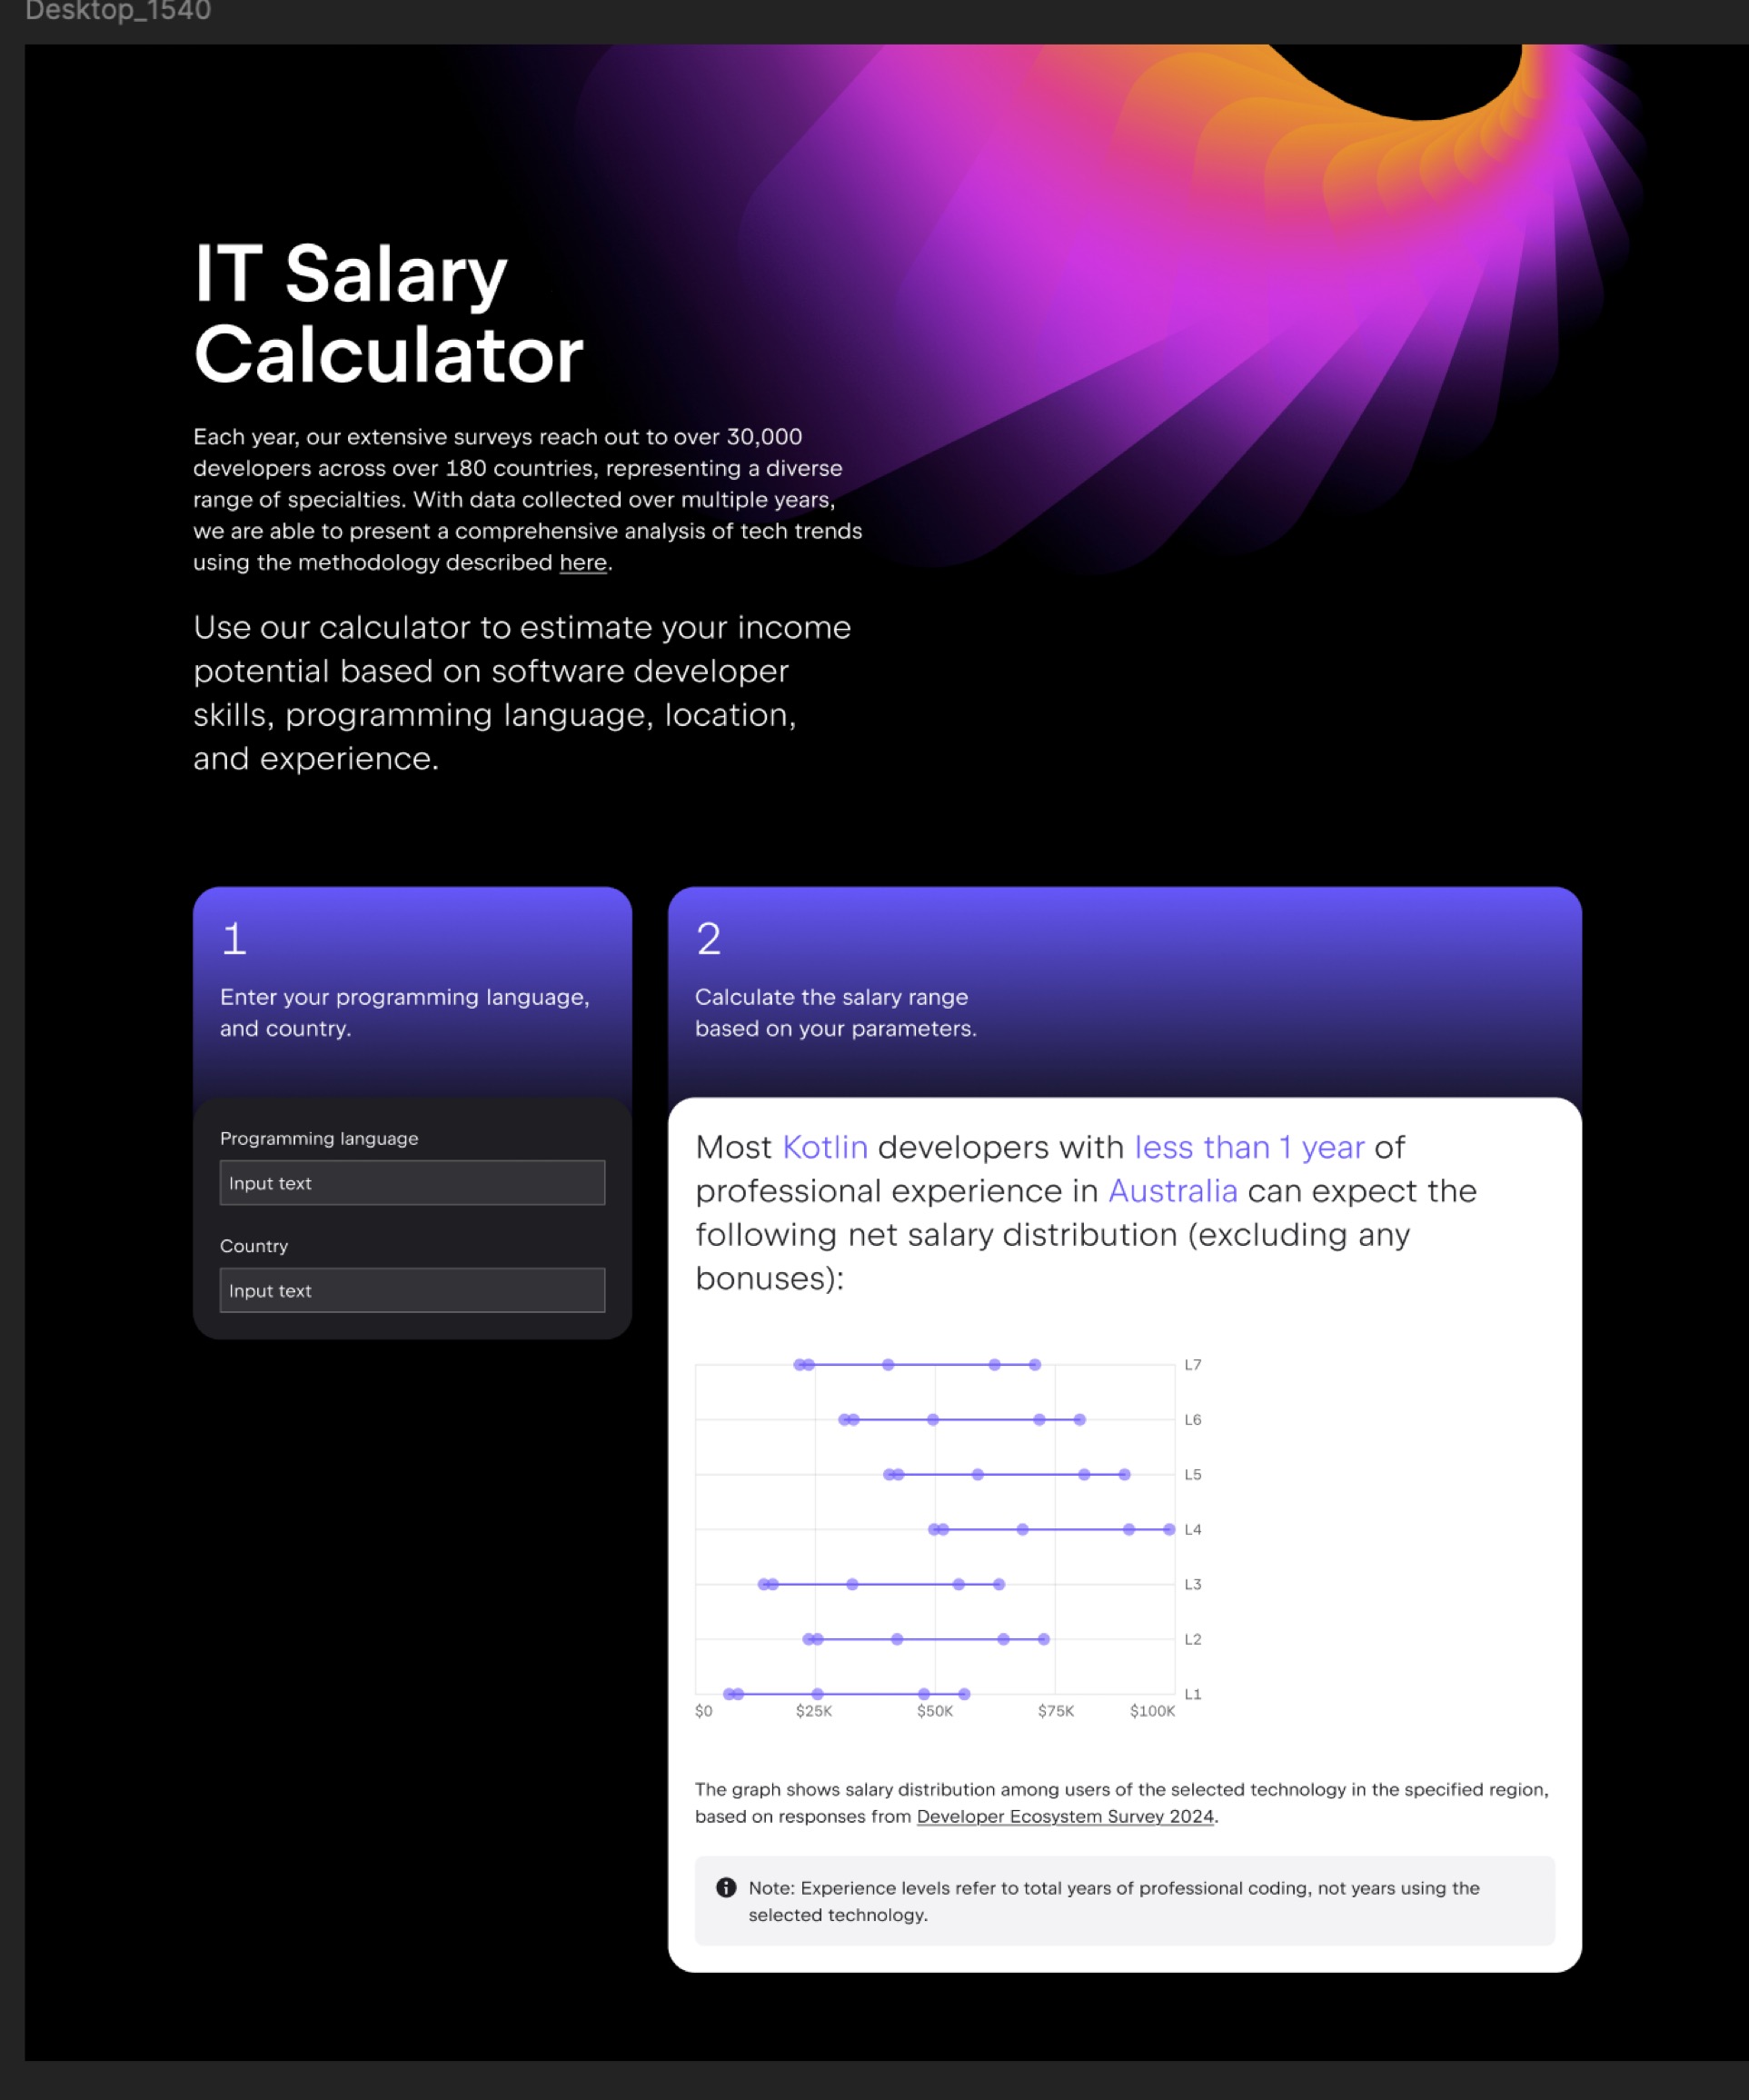 Desktop_1540
IT Salary
Calculator
Each year, our extensive surveys reach out to over 30,000
developers across over 180 countries, representing a diverse
range of specialties. With data collected over multiple years,
we are able to present a comprehensive analysis of tech trends
using the methodology described here.
Use our calculator to estimate your income
potential based on software developer
skills, programming language, location,
and experience.
1
Enter your programming language,
and country.
Programming language
Input text
Country
Input text
2
Calculate the salary range
based on your parameters.
Most Kotlin developers with less than 1 year of
professional experience in Australia can expect the
following net salary distribution (excluding any
bonuses):
L7
L6
L5
L4
L3
L2
L1
$0 $25K $50K $75K $100K
The graph shows salary distribution among users of the selected technology in the specified region,
based on responses from Developer Ecosystem Survey 2024.
Note: Experience levels refer to total years of professional coding, not years using the
selected technology.